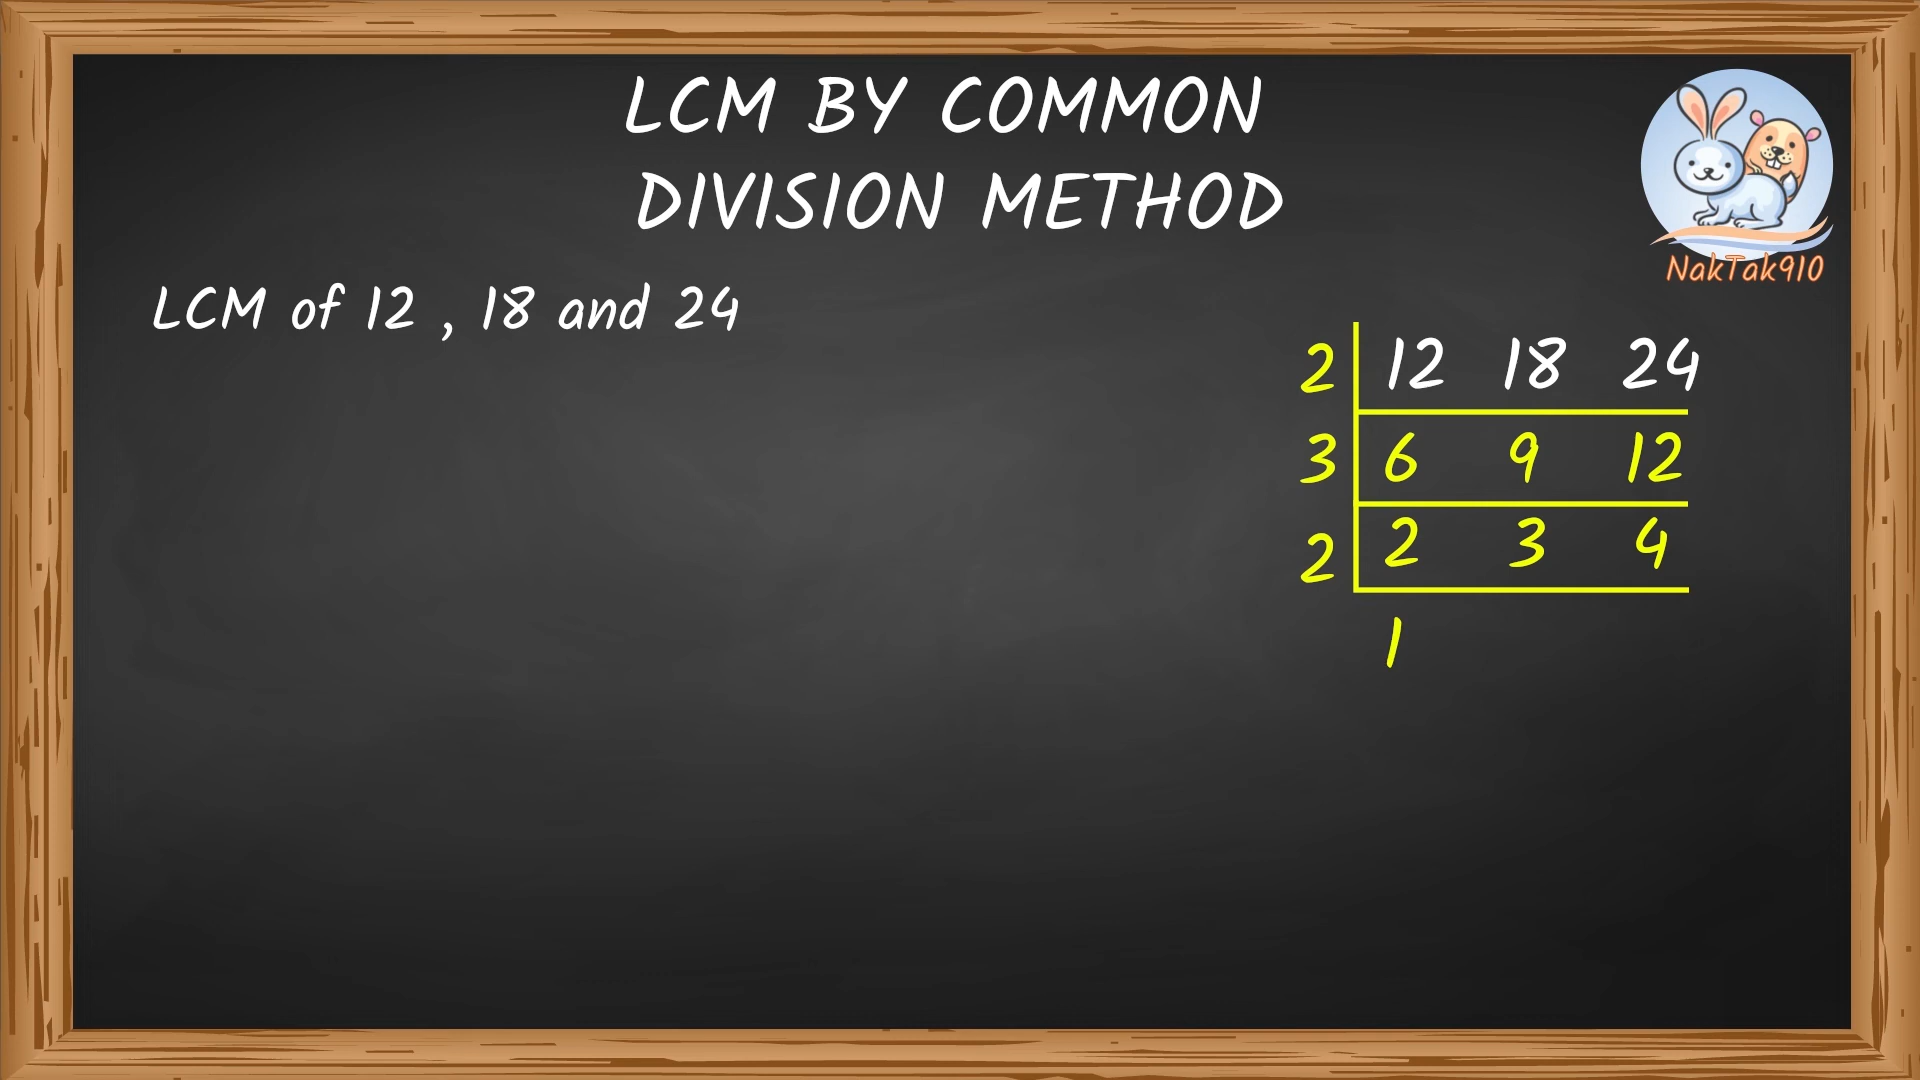 LCM BY COMMON
DIVISION METHOD
NakTak910
LCM of 12 , 18 and 24
2 12 18 24
3 6 9 12
2 2 3 4
1